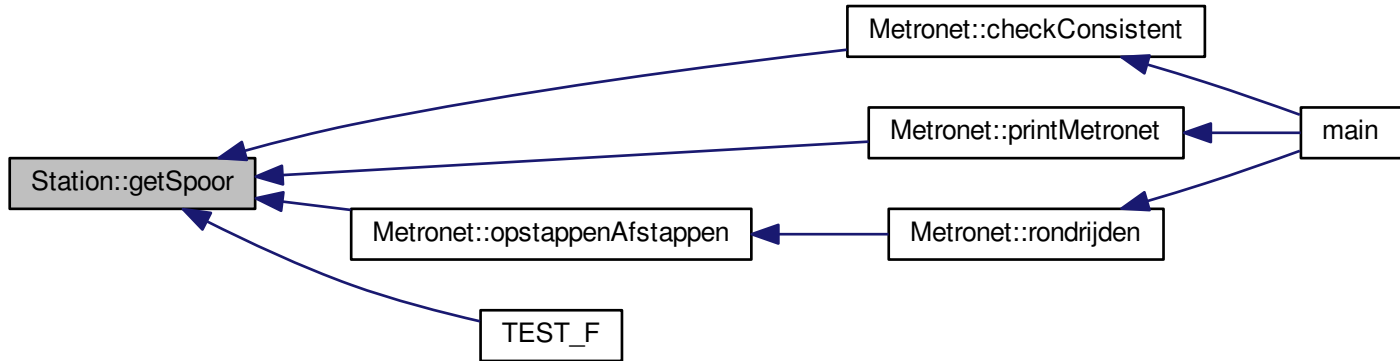 Metronet::checkConsistent
Metronet::printMetronet
main
Station::getSpoor
Metronet::opstappenAfstappen
Metronet::rondrijden
TEST_F